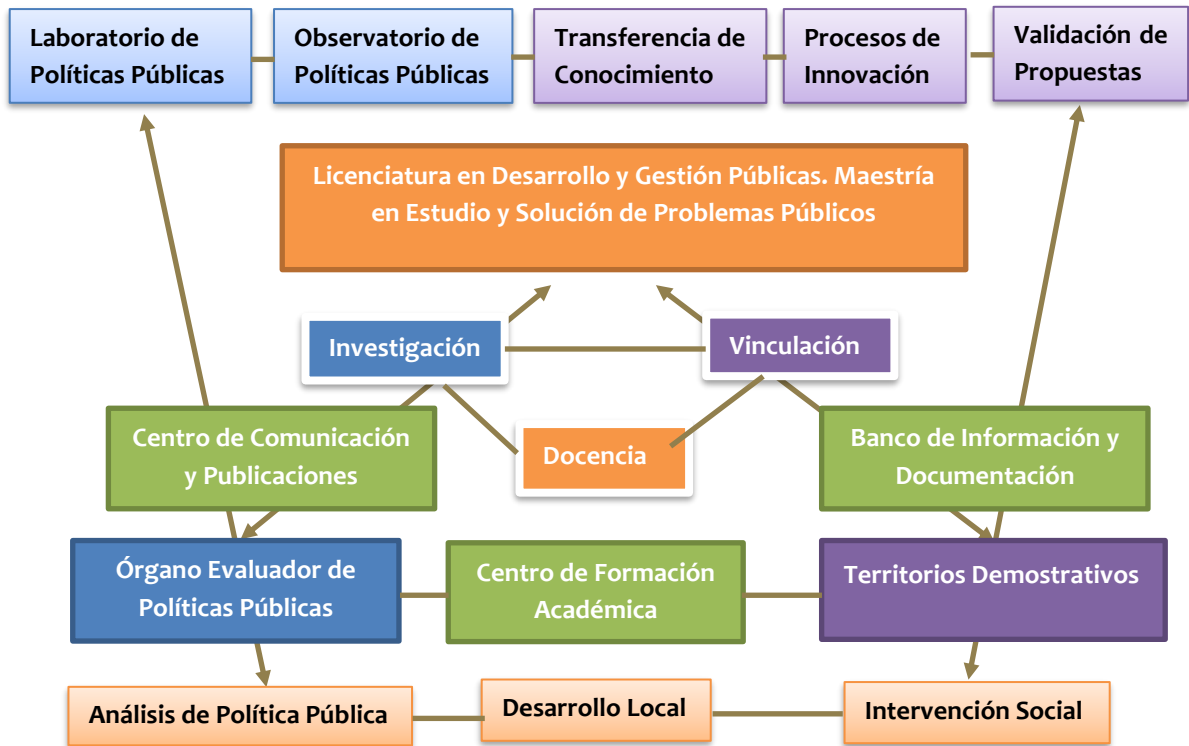 Laboratorio de
Políticas Públicas
Observatorio de
Políticas Públicas
Transferencia de
Conocimiento
Procesos de
Innovación
Validación de
Propuestas
Licenciatura en Desarrollo y Gestión Públicas. Maestría
en Estudio y Solución de Problemas Públicos
Investigación
Vinculación
Centro de Comunicación
y Publicaciones
Docencia
Banco de Información y
Documentación
Órgano Evaluador de
Políticas Públicas
Centro de Formación
Académica
Territorios Demostrativos
Análisis de Política Pública
Desarrollo Local
Intervención Social